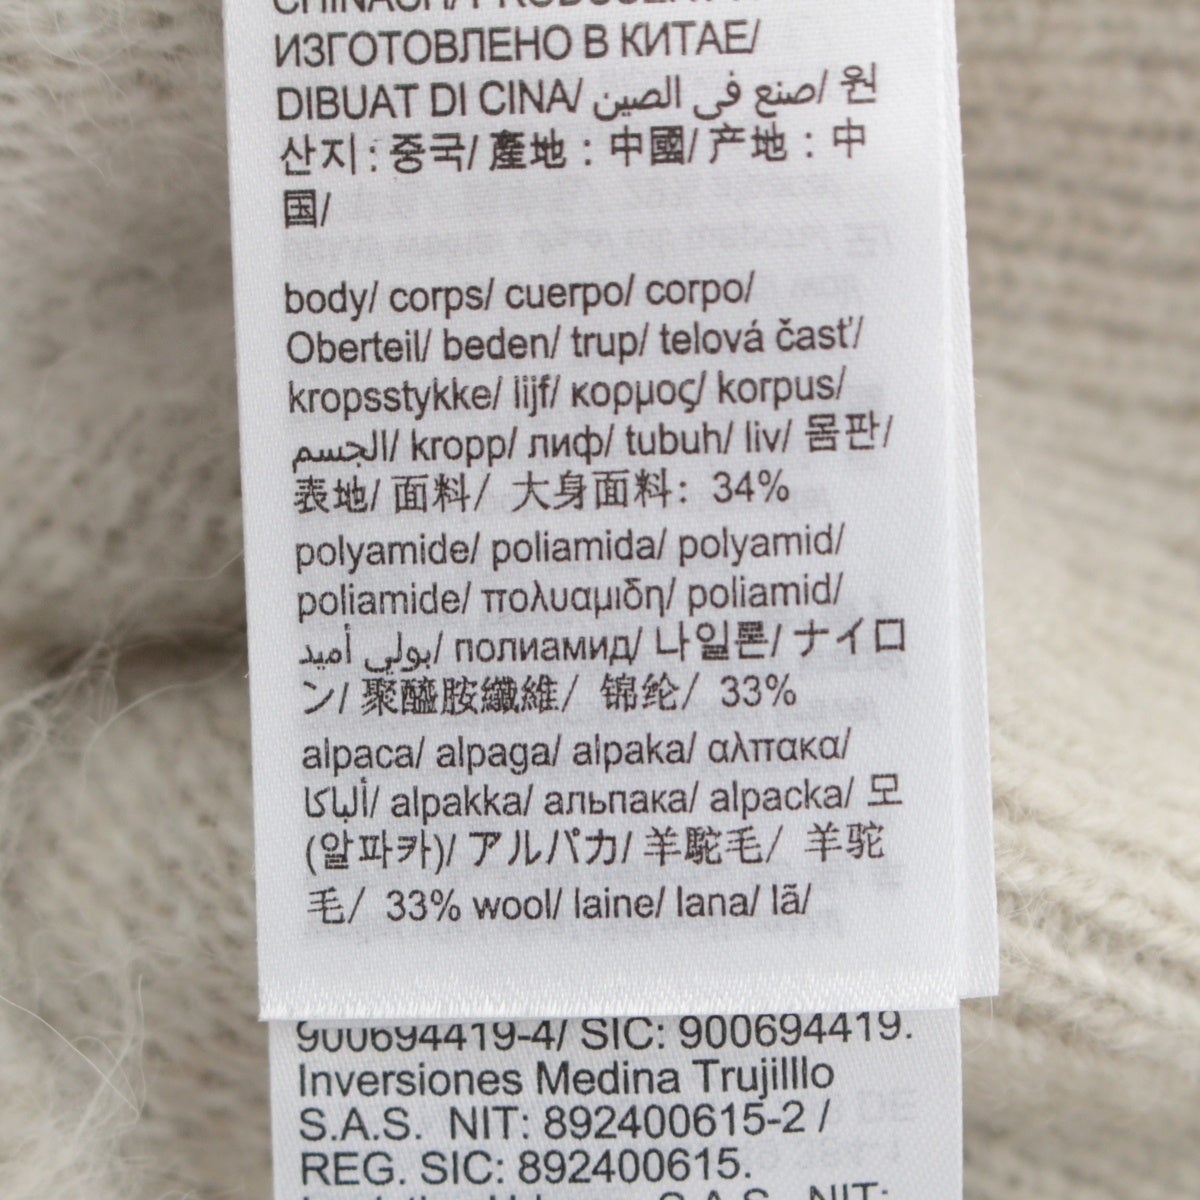 ИЗГОТОВЛЕНО В КИТАЕ/
DIBUAT DI CINA/ صنع في الصين/ 원
산지 : 중국/ 產地 : 中國/ 产地 : 中
国/
body/ corps/ cuerpo/ corpo/
Oberteil/ beden/ trup/ telová časť/
kropsstykke/ lijf/ κορμος/ korpus/
الجسم/ kropp/ лиф/ tubuh/ liv/ 몸판/
表地/ 面料/ 大身面料: 34%
polyamide/ poliamida/ polyamid/
poliamide/ πολυαμιδη/ poliamid/
بولي أميد/ полиамид/ 나일론/ ナイロ
ン/ 聚醯胺纖維/ 锦纶/ 33%
alpaca/ alpaga/ alpaka/ αλπακα/
ألباكا/ alpakka/ альпака/ alpacka/ 모
(알파카)/ アルパカ/ 羊駝毛/ 羊驼
毛/ 33% wool/ laine/ lana/ lã/
900694419-4/ SIC: 900694419.
Inversiones Medina Trujilllo
S.A.S. NIT: 892400615-2 /
REG. SIC: 892400615.
S.A.S. NIT: